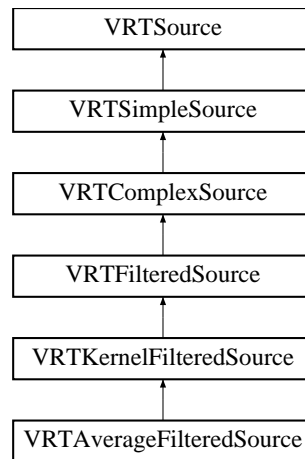 VRTSource
VRTSimpleSource
VRTComplexSource
VRTFilteredSource
VRTKernelFilteredSource
VRTAverageFilteredSource